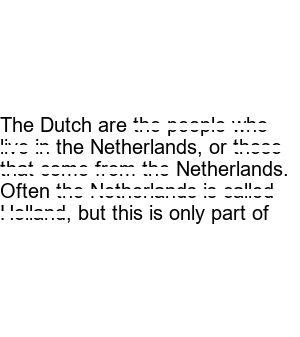 The Dutch are the people who
live in the Netherlands, or those
that come from the Netherlands.
Often the Netherlands is called
Holland, but this is only part of